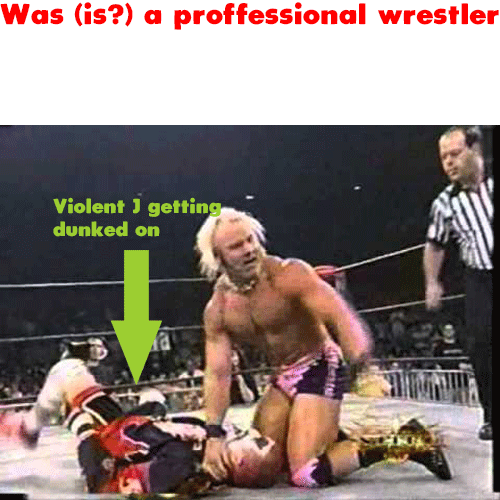 Was (is?) a proffessional wrestler
Violent J getting
dunked on